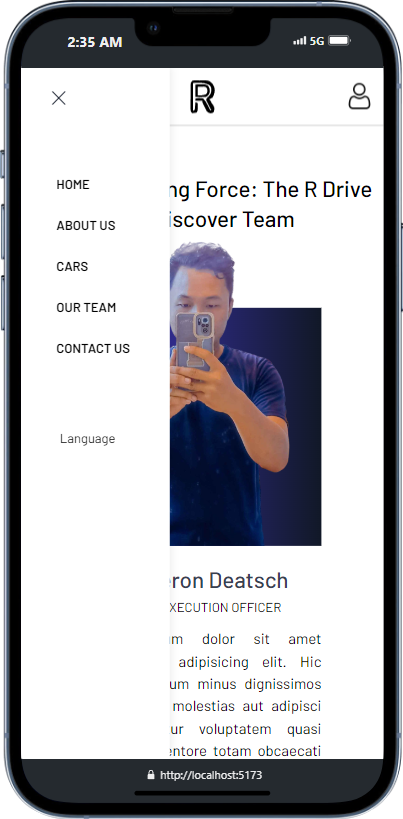 2:35 AM
5G
R
HOME
ABOUT US
CARS
OUR TEAM
CONTACT US
Language
ng Force: The R Drive
iscover Team
eron Deatsch
EXECUTION OFFICER
um dolor sit amet
adipisicing elit. Hic
um minus dignissimos
molestias aut adipisci
ur voluptatem quasi
entore totam obcaecati
http://localhost:5173